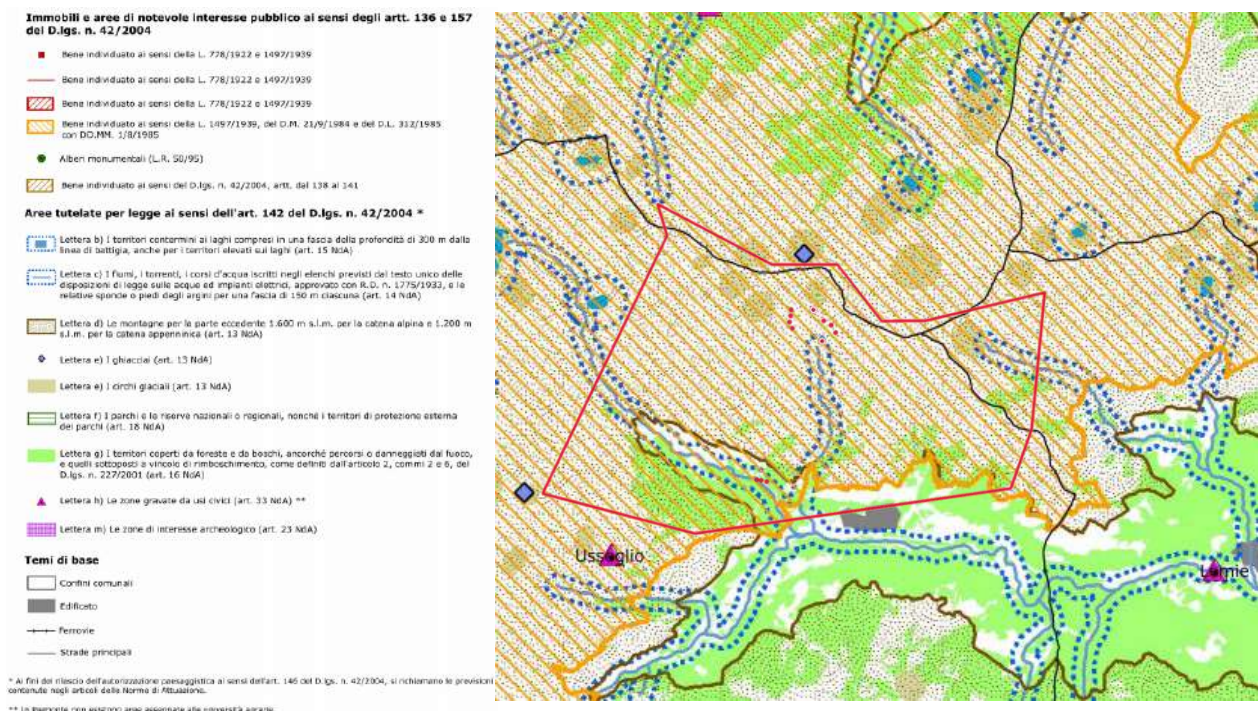 Immobili e aree di notevole interesse pubblico ai sensi degli artt. 136 e 157
del D.lgs. n. 42/2004
Bene individuato ai sensi della L. 778/1922 e 1497/1939
Bene individuato ai sensi della L. 778/1922 e 1497/1939
Bene individuato ai sensi della L. 778/1922 e 1497/1939
Bene individuato ai sensi della L. 1497/1939, del D.M. 21/9/1984 e del D.L. 312/1985
con DD.MM. 1/8/1985
Alberi monumentali (L.R. 50/95)
Bene individuato ai sensi del D.lgs. n. 42/2004, artt. dal 138 al 141
Aree tutelate per legge ai sensi dell'art. 142 del D.lgs. n. 42/2004 *
Lettera b) I territori contermini ai laghi compresi in una fascia della profondità di 300 m dalla
linea di battigia, anche per i territori elevati sui laghi (art. 15 NdA)
Lettera c) I fiumi, i torrenti, i corsi d'acqua iscritti negli elenchi previsti dal testo unico delle
disposizioni di legge sulle acque ed impianti elettrici, approvato con R.D. n. 1775/1933, e le
relative sponde o piedi degli argini per una fascia di 150 m ciascuna (art. 14 NdA)
Lettera d) Le montagne per la parte eccedente 1.600 m s.l.m. per la catena alpina e 1.200 m
s.l.m. per la catena appenninica (art. 13 NdA)
Lettera e) I ghiacciai (art. 13 NdA)
Lettera e) I circhi glaciali (art. 13 NdA)
Lettera f) I parchi e le riserve nazionali o regionali, nonché i territori di protezione esterna
dei parchi (art. 18 NdA)
Lettera g) I territori coperti da foreste e da boschi, ancorché percorsi o danneggiati dal fuoco,
e quelli sottoposti a vincolo di rimboschimento, come definiti dall'articolo 2, commi 2 e 6, del
D.lgs. n. 227/2001 (art. 16 NdA)
Lettera h) Le zone gravate da usi civici (art. 33 NdA) **
Lettera m) Le zone di interesse archeologico (art. 23 NdA)
Temi di base
Confini comunali
Edificato
Ferrovie
Strade principali
* Ai fini del rilascio dell'autorizzazione paesaggistica ai sensi dell'art. 146 del D.lgs. n. 42/2004, si richiamano le previsioni
contenute negli articoli delle Norme di Attuazione.
** In Piemonte non esistono aree assegnate alle università agrarie.
Usseglio
Lemie